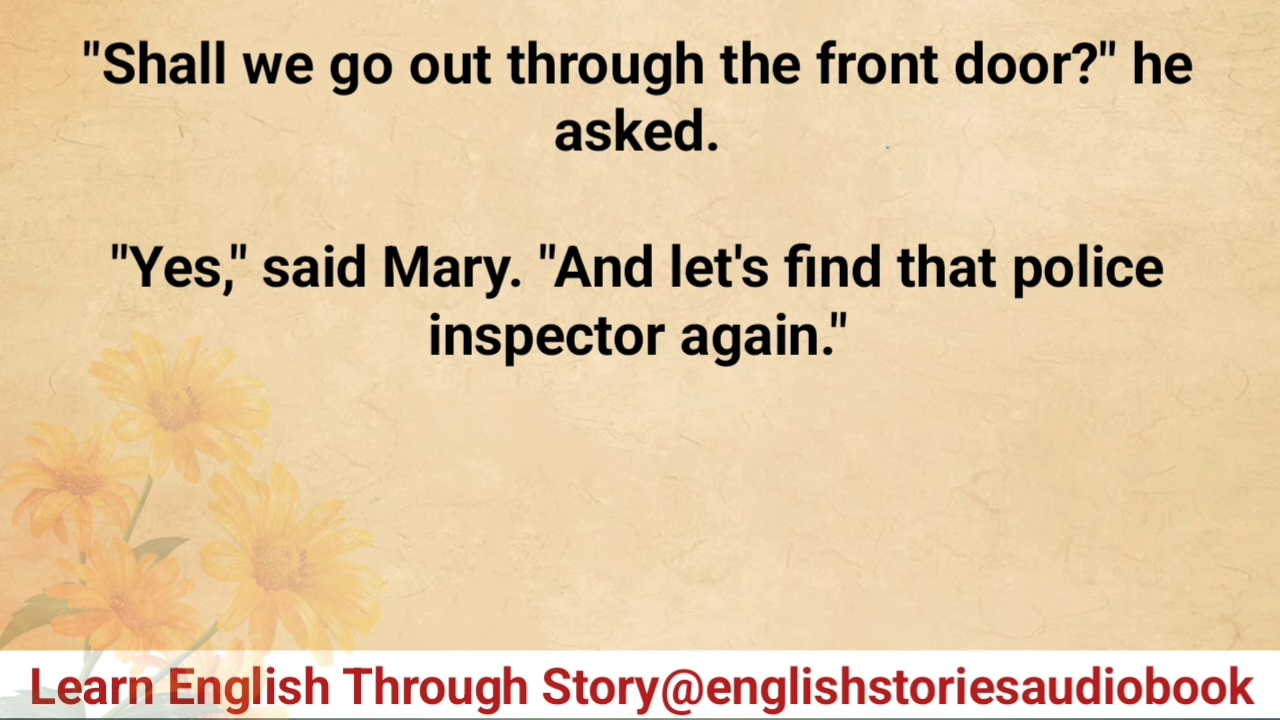 "Shall we go out through the front door?" he
asked.
"Yes," said Mary. "And let's find that police
inspector again."
Learn English Through Story@englishstoriesaudiobook